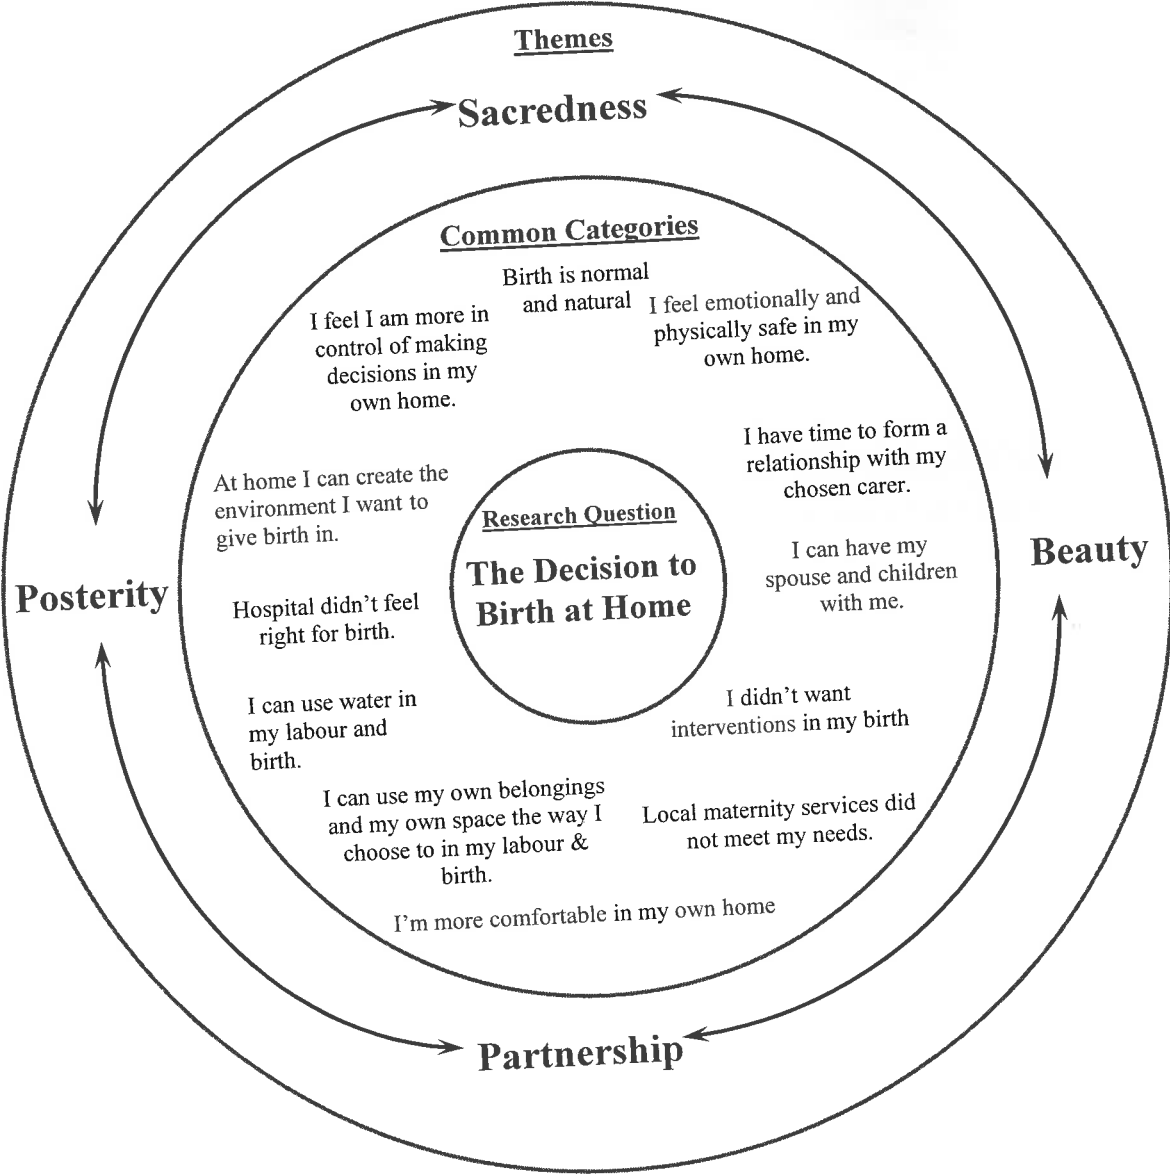 Themes
Sacredness
Common Categories
Birth is normal
and natural
I feel emotionally and
physically safe in my
own home.
I feel I am more in
control of making
decisions in my
own home.
I have time to form a
relationship with my
chosen carer.
At home I can create the
environment I want to
give birth in.
Research Question
The Decision to
Birth at Home
I can have my
spouse and children
with me.
Beauty
Posterity
Hospital didn't feel
right for birth.
I can use water in
my labour and
birth.
I didn't want
interventions in my birth
I can use my own belongings
and my own space the way I
choose to in my labour &
birth.
Local maternity services did
not meet my needs.
I'm more comfortable in my own home
Partnership